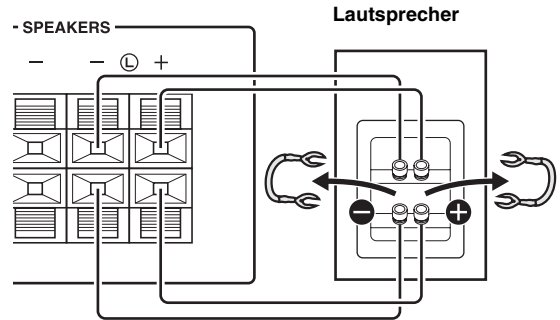 Lautsprecher
SPEAKERS
− − Ⓛ +
− +